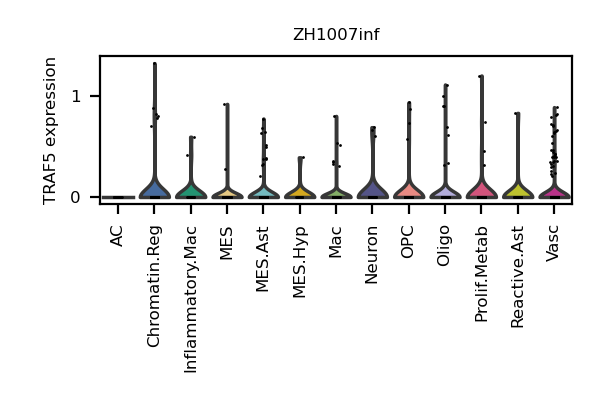 ZH1007inf
TRAF5 expression
1
0
AC
Chromatin.Reg
Inflammatory.Mac
MES
MES.Ast
MES.Hyp
Mac
Neuron
OPC
Oligo
Prolif.Metab
Reactive.Ast
Vasc